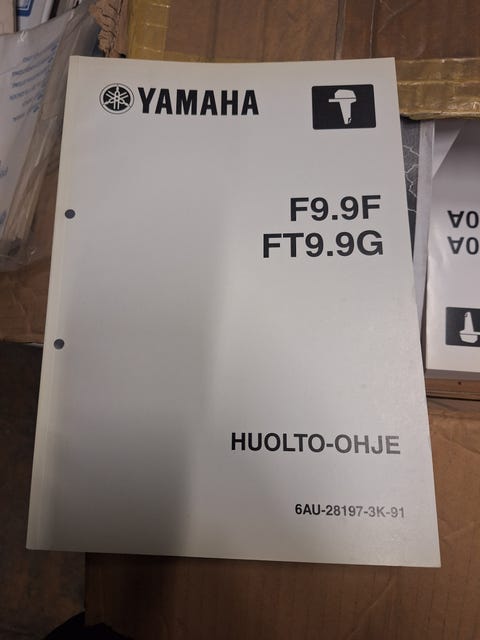 YAMAHA
F9.9F
FT9.9G
HUOLTO-OHJE
6AU-28197-3K-91